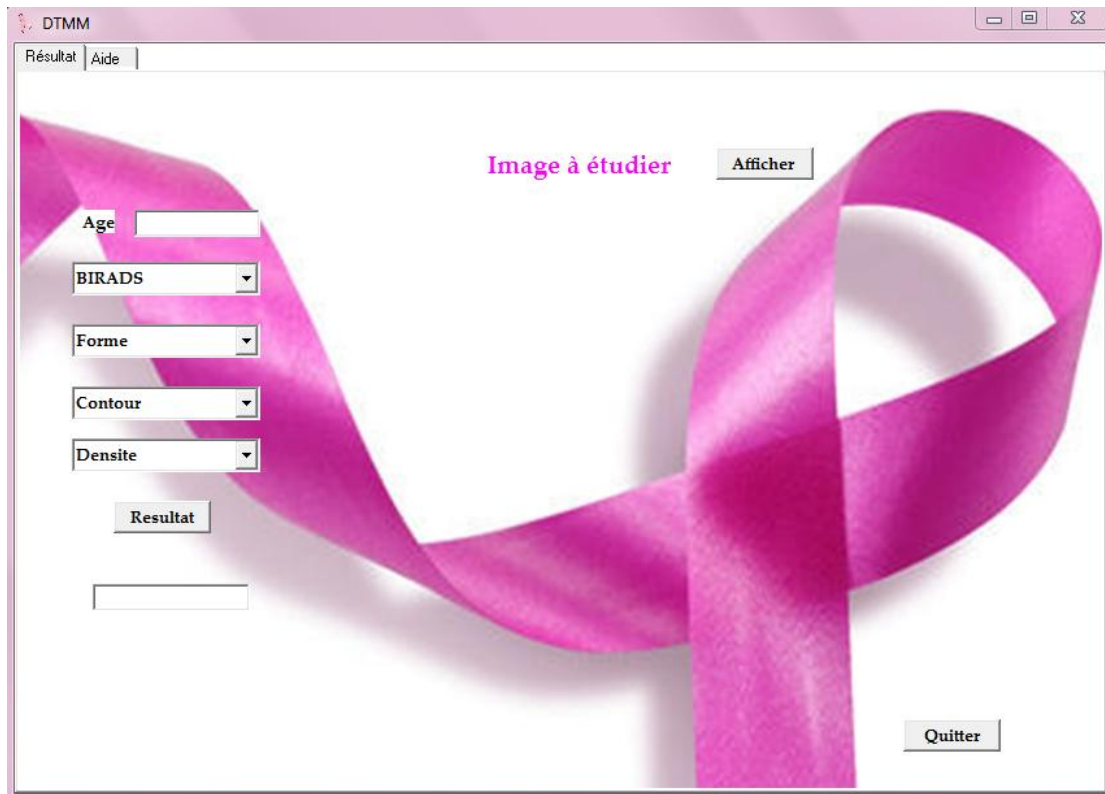 DTMM
Résultat Aide
Image à étudier Afficher
Age
BIRADS
Forme
Contour
Densite
Resultat
Quitter